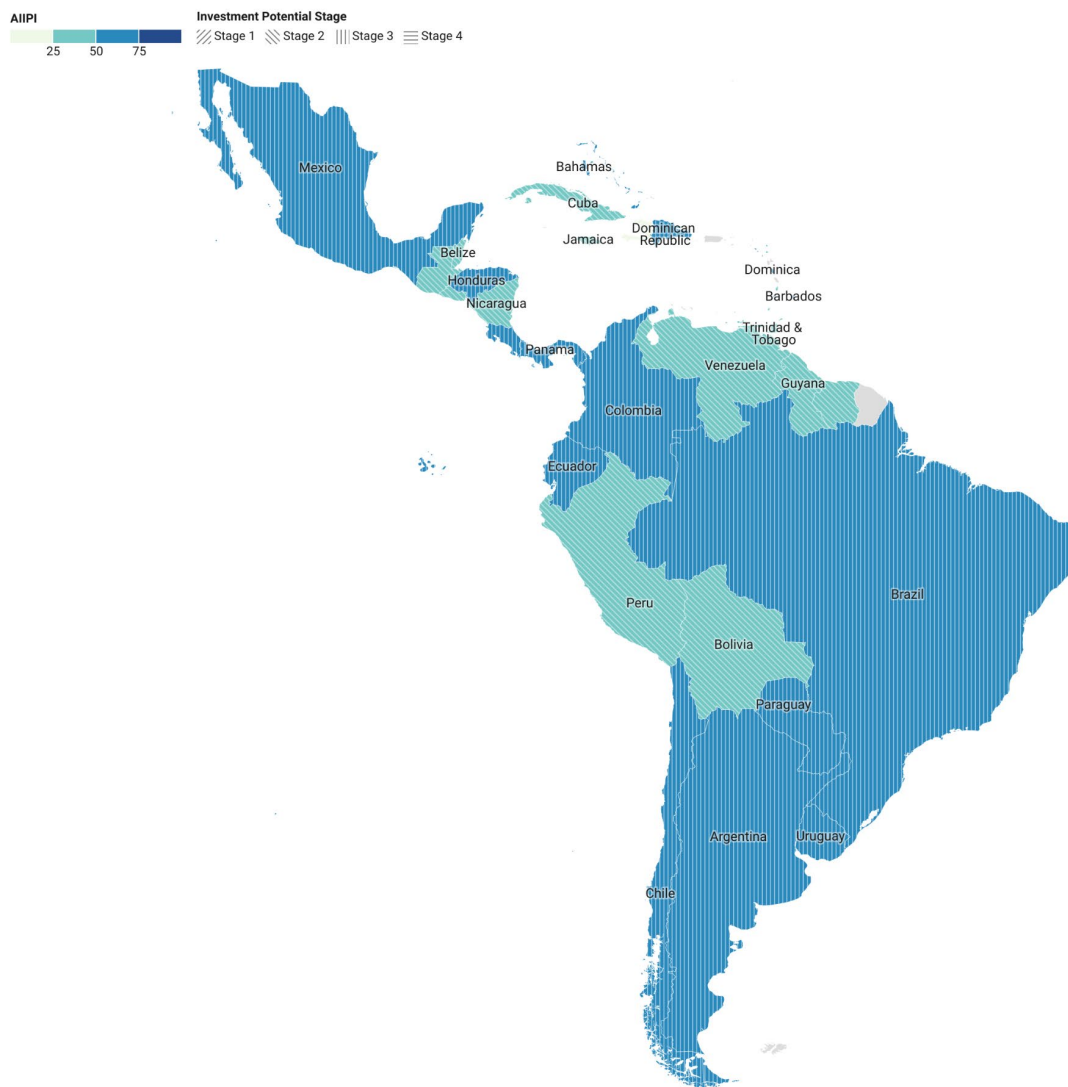 AIIPI
Investment Potential Stage
Stage 1 Stage 2 Stage 3 Stage 4
25 50 75
Mexico
Bahamas
Cuba
Dominican
Republic
Jamaica
Belize
Dominica
Honduras
Barbados
Nicaragua
Trinidad &
Tobago
Panama
Venezuela
Guyana
Colombia
Ecuador
Brazil
Peru
Bolivia
Paraguay
Argentina
Uruguay
Chile